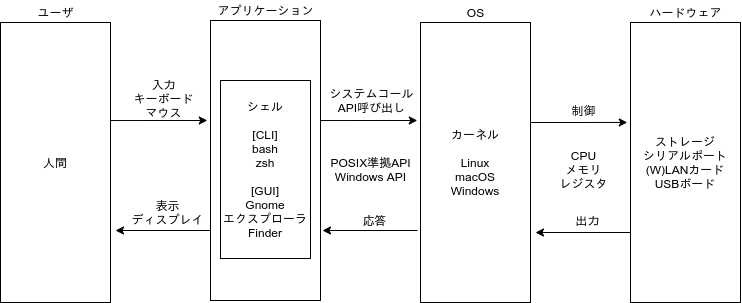 ユーザ
人間
入力
キーボード
マウス
表示
ディスプレイ
アプリケーション
シェル
[CLI]
bash
zsh
[GUI]
Gnome
エクスプローラ
Finder
システムコール
API呼び出し
POSIX準拠API
Windows API
応答
OS
カーネル
Linux
macOS
Windows
制御
CPU
メモリ
レジスタ
出力
ハードウェア
ストレージ
シリアルポート
(W)LANカード
USBボード